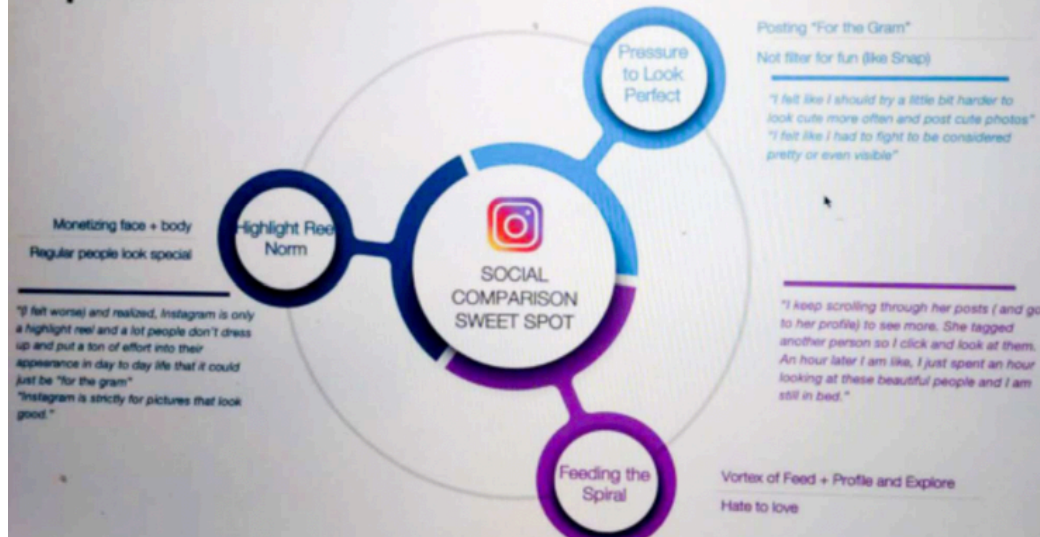 Pressure
to Look
Perfect
Posting "For the Gram"
Not filter for fun (like Snap)
"I felt like I should try a little bit harder to
look cute more often and post cute photos"
"I felt like I had to fight to be considered
pretty or even visible"
Highlight Reel
Norm
Monetizing face + body
Regular people look special
"(I felt worse) and realized, Instagram is only
a highlight reel and a lot people don't dress
up and put a ton of effort into their
appearance in day to day life that it could
just be "for the gram"
"Instagram is strictly for pictures that look
good."
SOCIAL
COMPARISON
SWEET SPOT
"I keep scrolling through her posts ( and go
to her profile) to see more. She tagged
another person so I click and look at them.
An hour later I am like, I just spent an hour
looking at these beautiful people and I am
still in bed."
Feeding the
Spiral
Vortex of Feed + Profile and Explore
Hate to love